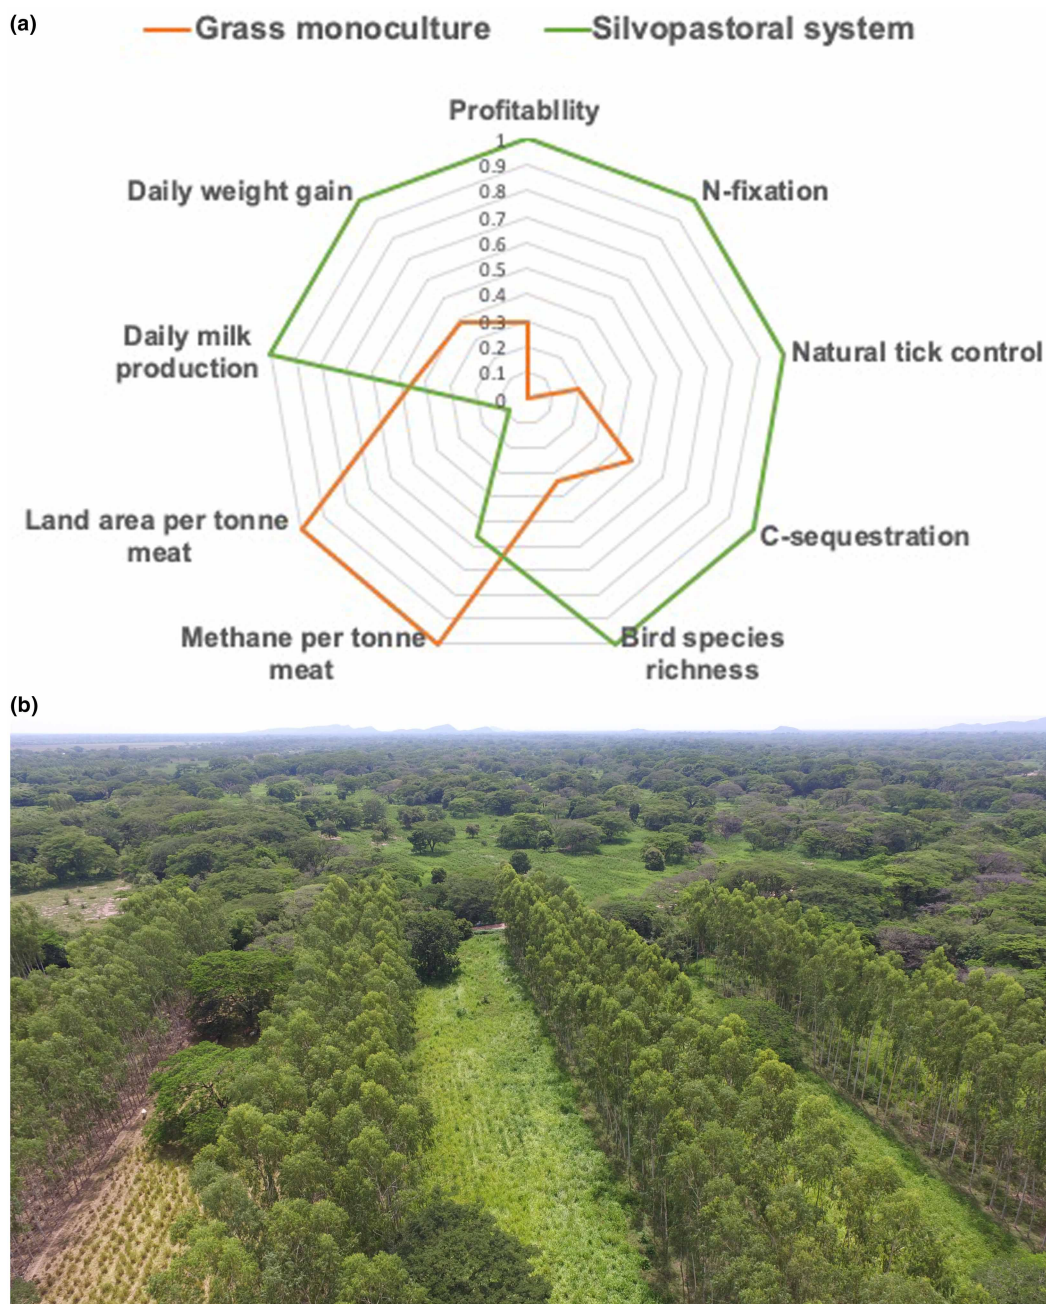 (a)
Grass monoculture Silvopastoral system
Profitabllity
1
0.9
Daily weight gain N-fixation
0.8
0.7
0.6
0.5
0.4
0.3
Daily milk
production
0.2
Natural tick control
0.1
0
Land area per tonne
meat
C-sequestration
Methane per tonne
meat
Bird species
richness
(b)